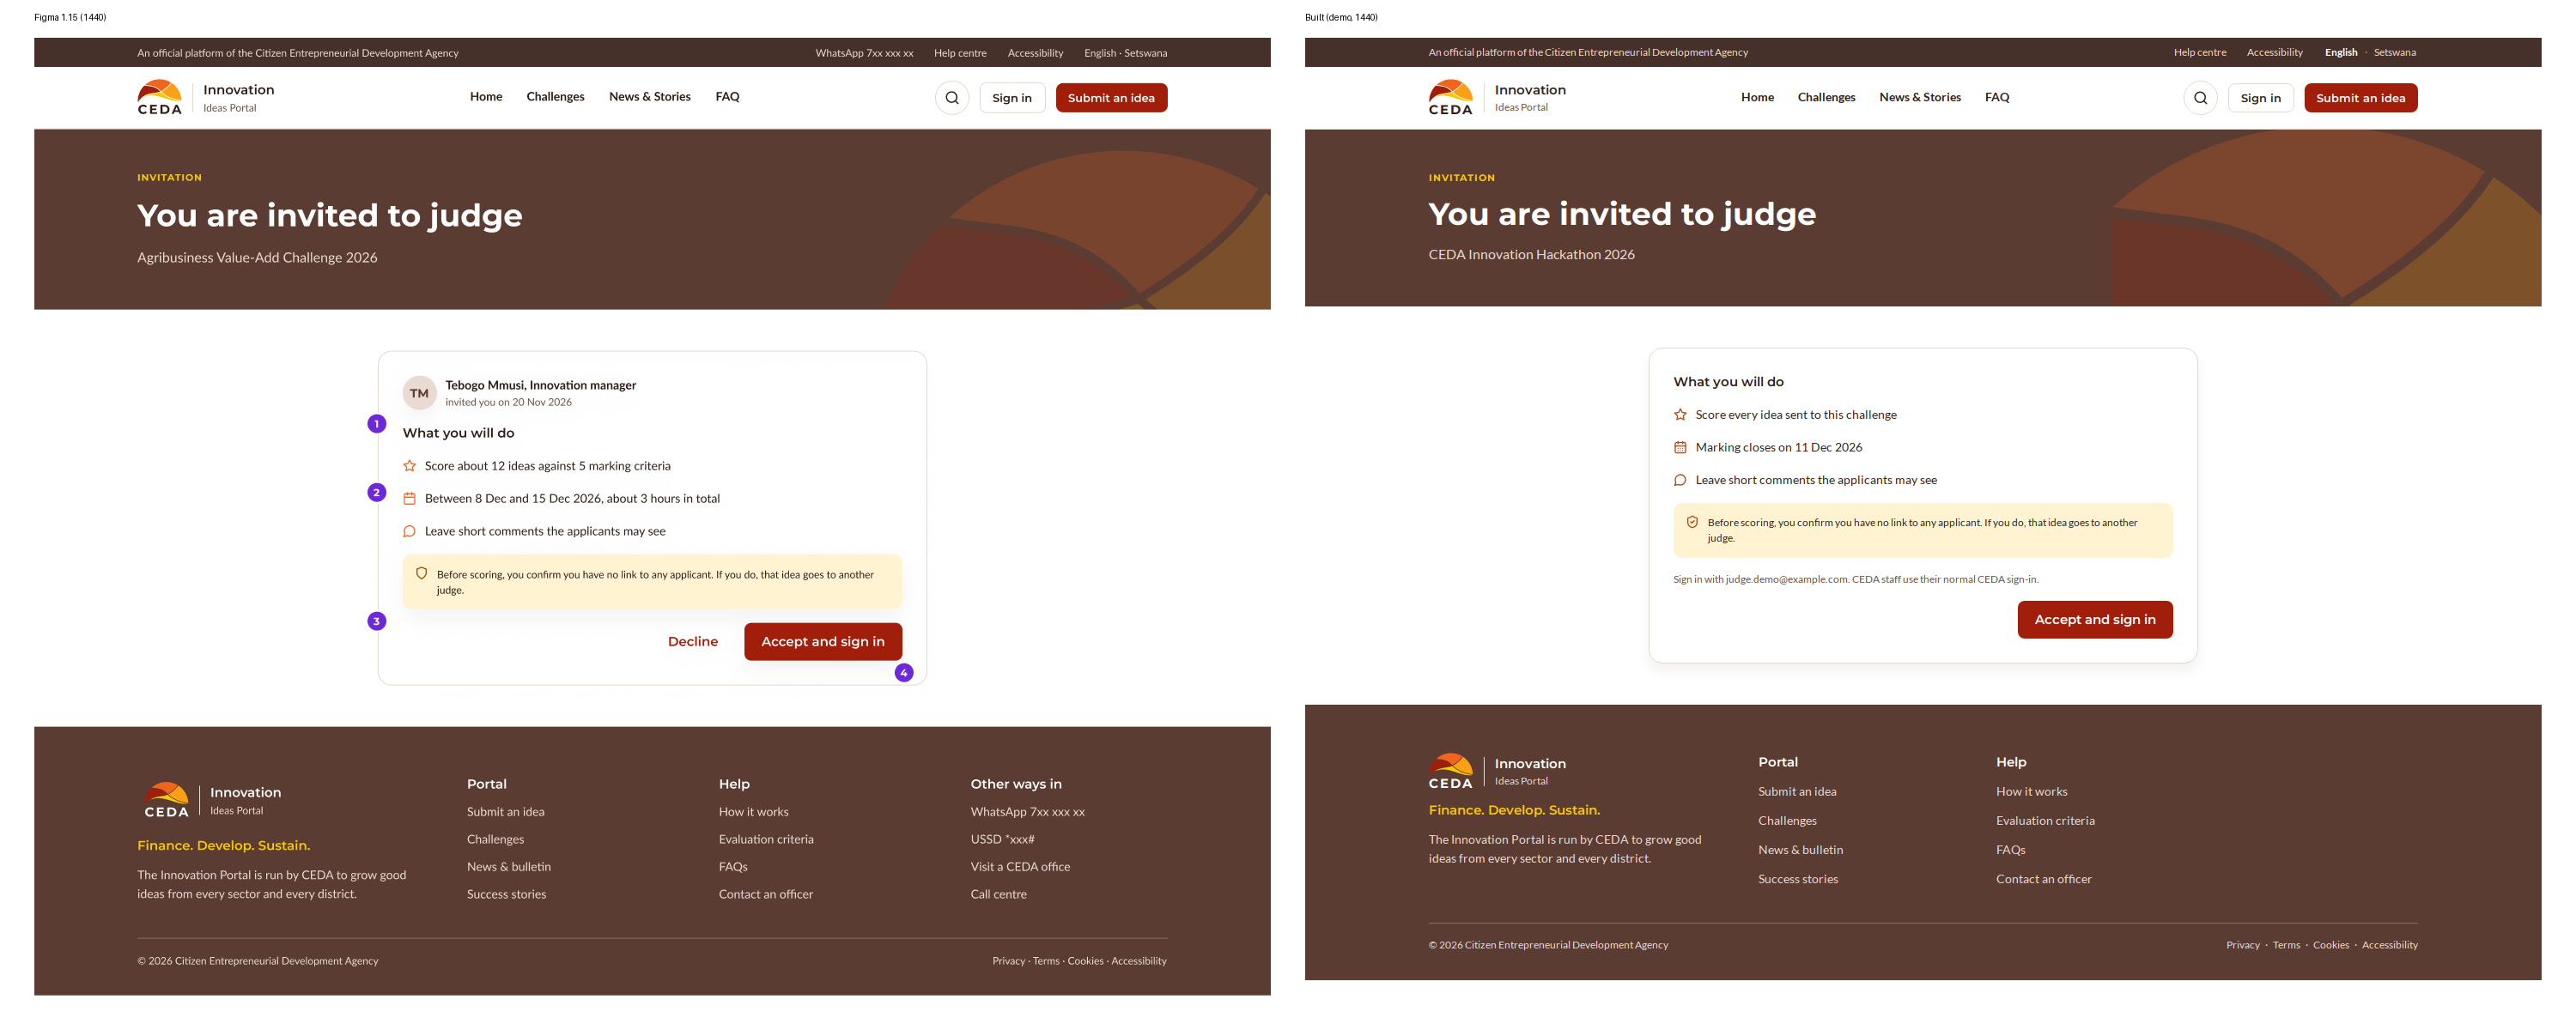 Figma 1.15 (1440)
An official platform of the Citizen Entrepreneurial Development Agency
WhatsApp 7xx xxx xx
Help centre
Accessibility
English · Setswana
CEDA
Innovation
Ideas Portal
Home
Challenges
News & Stories
FAQ
Sign in
Submit an idea
INVITATION
You are invited to judge
Agribusiness Value-Add Challenge 2026
TM
Tebogo Mmusi, Innovation manager
invited you on 20 Nov 2026
1
What you will do
Score about 12 ideas against 5 marking criteria
2
Between 8 Dec and 15 Dec 2026, about 3 hours in total
Leave short comments the applicants may see
Before scoring, you confirm you have no link to any applicant. If you do, that idea goes to another
judge.
3
Decline
Accept and sign in
4
CEDA
Innovation
Ideas Portal
Finance. Develop. Sustain.
The Innovation Portal is run by CEDA to grow good
ideas from every sector and every district.
Portal
Submit an idea
Challenges
News & bulletin
Success stories
Help
How it works
Evaluation criteria
FAQs
Contact an officer
Other ways in
WhatsApp 7xx xxx xx
USSD *xxx#
Visit a CEDA office
Call centre
© 2026 Citizen Entrepreneurial Development Agency
Privacy · Terms · Cookies · Accessibility
Built (demo, 1440)
An official platform of the Citizen Entrepreneurial Development Agency
Help centre
Accessibility
English · Setswana
CEDA
Innovation
Ideas Portal
Home
Challenges
News & Stories
FAQ
Sign in
Submit an idea
INVITATION
You are invited to judge
CEDA Innovation Hackathon 2026
What you will do
Score every idea sent to this challenge
Marking closes on 11 Dec 2026
Leave short comments the applicants may see
Before scoring, you confirm you have no link to any applicant. If you do, that idea goes to another
judge.
Sign in with judge.demo@example.com. CEDA staff use their normal CEDA sign-in.
Accept and sign in
CEDA
Innovation
Ideas Portal
Finance. Develop. Sustain.
The Innovation Portal is run by CEDA to grow good
ideas from every sector and every district.
Portal
Submit an idea
Challenges
News & bulletin
Success stories
Help
How it works
Evaluation criteria
FAQs
Contact an officer
© 2026 Citizen Entrepreneurial Development Agency
Privacy · Terms · Cookies · Accessibility